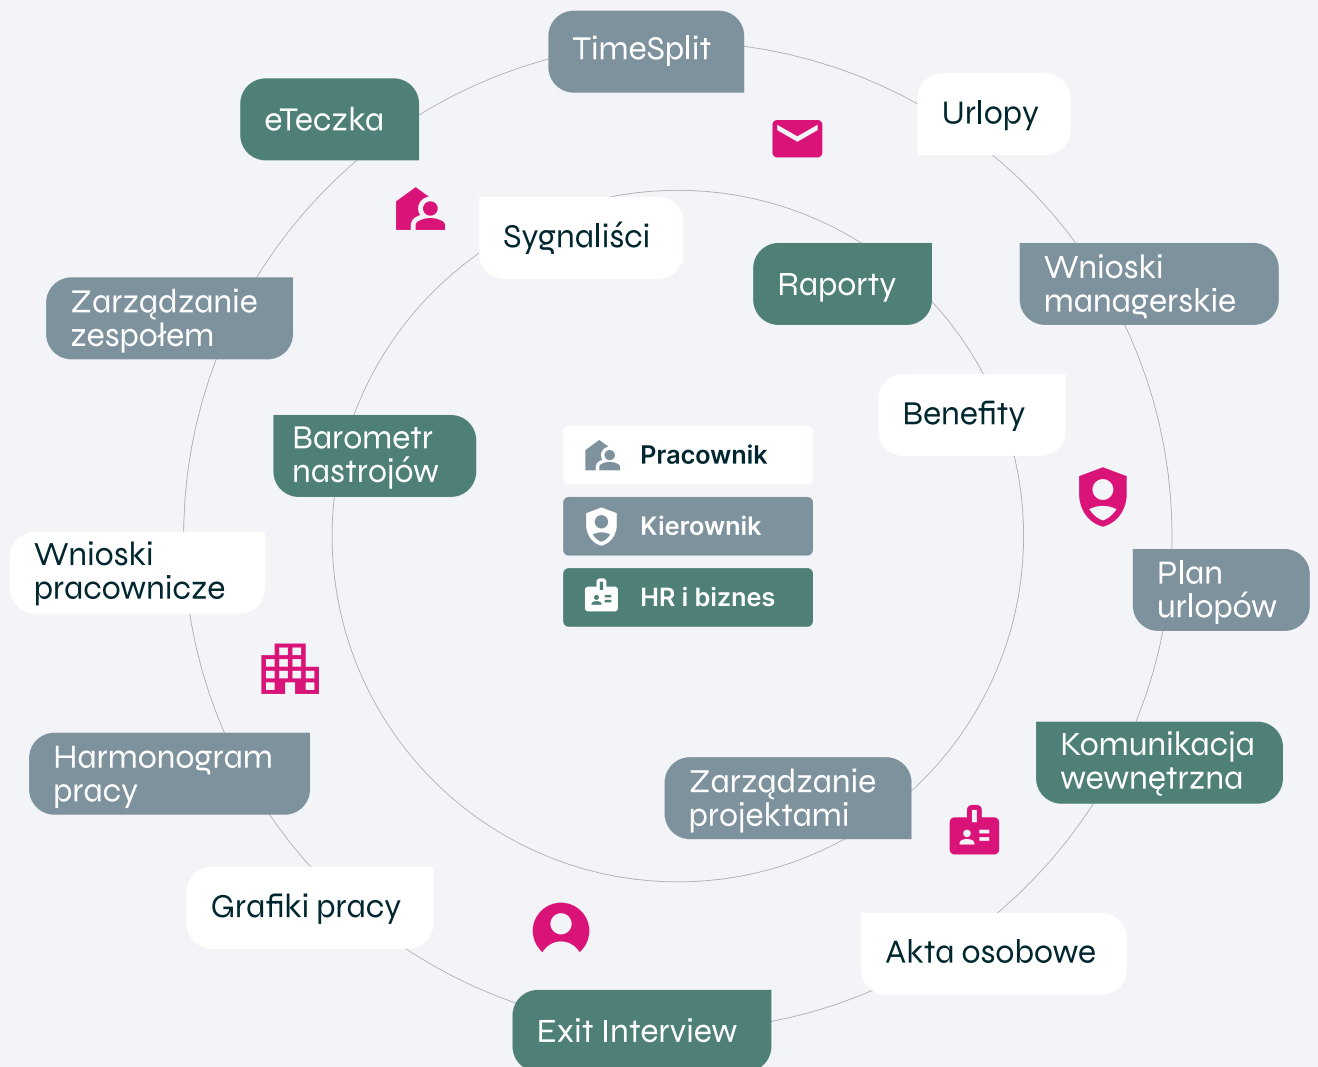 TimeSplit
eTeczka
Urlopy
Sygnaliści
Raporty
Wnioski
managerskie
Zarządzanie
zespołem
Benefity
Barometr
nastrojów
Pracownik
Kierownik
HR i biznes
Wnioski
pracownicze
Plan
urlopów
Harmonogram
pracy
Komunikacja
wewnętrzna
Zarządzanie
projektami
Grafiki pracy
Akta osobowe
Exit Interview